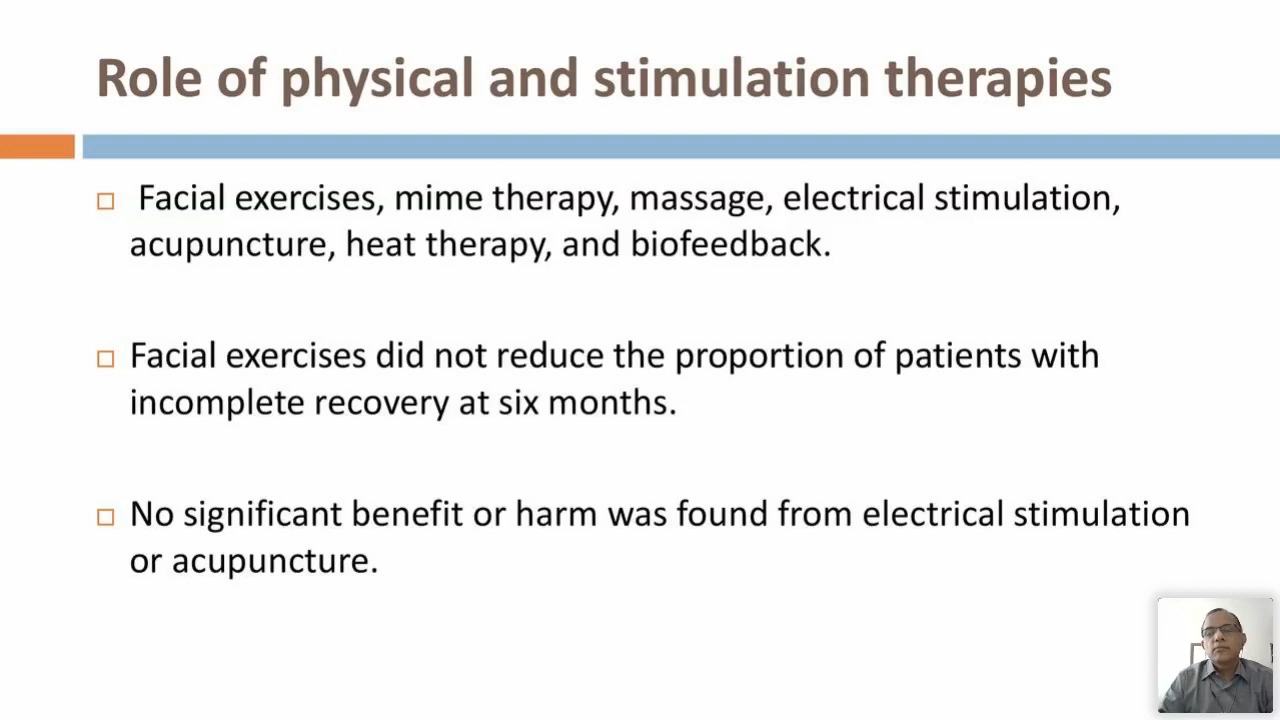 Role of physical and stimulation therapies
Facial exercises, mime therapy, massage, electrical stimulation,
acupuncture, heat therapy, and biofeedback.
Facial exercises did not reduce the proportion of patients with
incomplete recovery at six months.
No significant benefit or harm was found from electrical stimulation
or acupuncture.